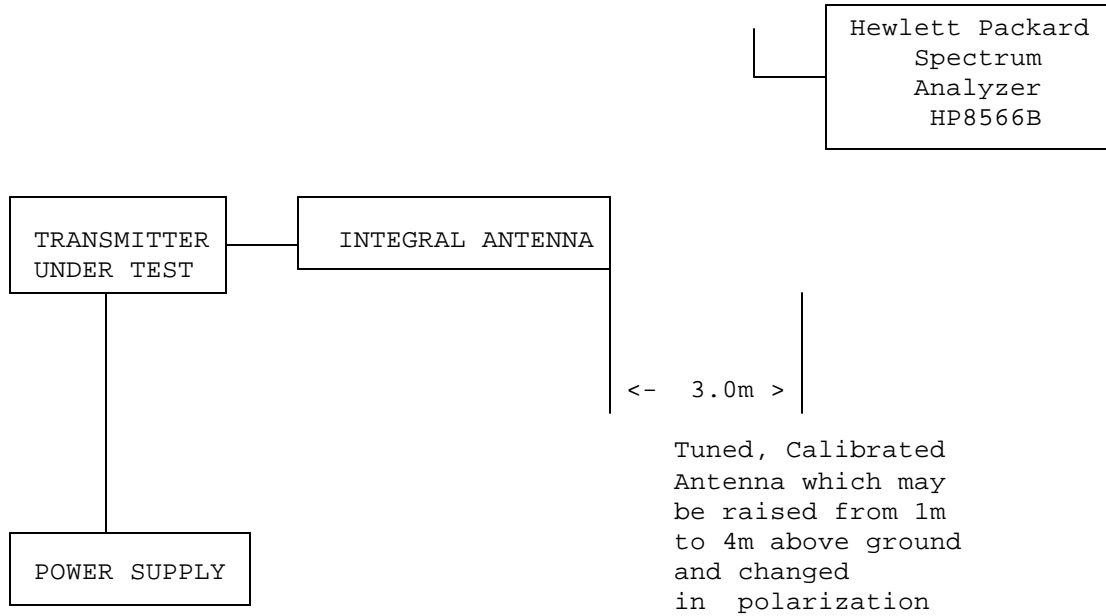 Hewlett Packard
Spectrum
Analyzer
HP8566B
TRANSMITTER
UNDER TEST
INTEGRAL ANTENNA
<- 3.0m >
Tuned, Calibrated
Antenna which may
be raised from 1m
to 4m above ground
and changed
in polarization
POWER SUPPLY